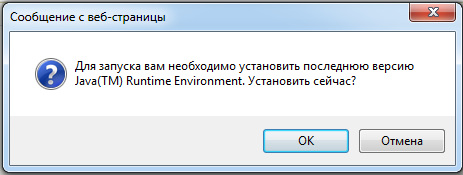 Сообщение с веб-страницы
Для запуска вам необходимо установить последнюю версию
Java(TM) Runtime Environment. Установить сейчас?
OK
Отмена